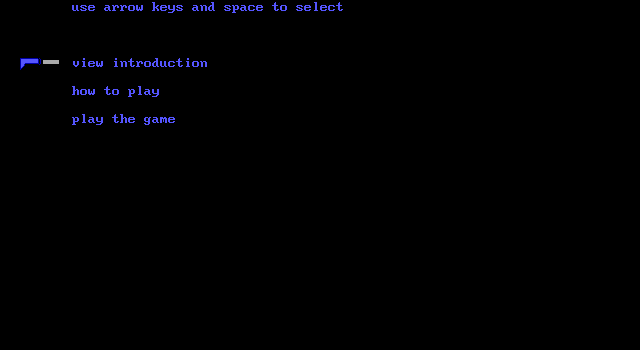 use arrow keys and space to select
view introduction
how to play
play the game